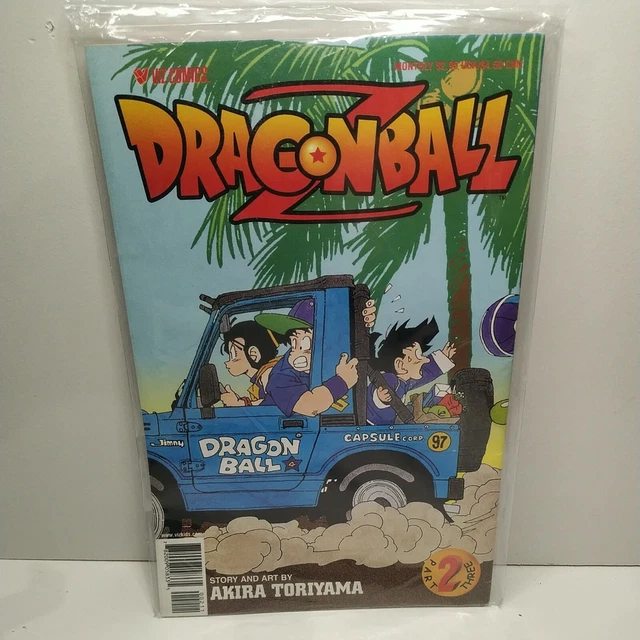 VIZ COMICS
DRAGONBALL
Z
Jimny
DRAGON
BALL
CAPSULE CORP
97
STORY AND ART BY
AKIRA TORIYAMA
PART
2
THREE